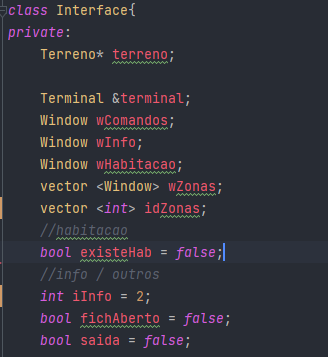 class Interface{
private:
Terreno* terreno;
Terminal &terminal;
Window wComandos;
Window wInfo;
Window wHabitacao;
vector <Window> wZonas;
vector <int> idZonas;
//habitacao
bool existeHab = false;
//info / outros
int iInfo = 2;
bool fichAberto = false;
bool saida = false;